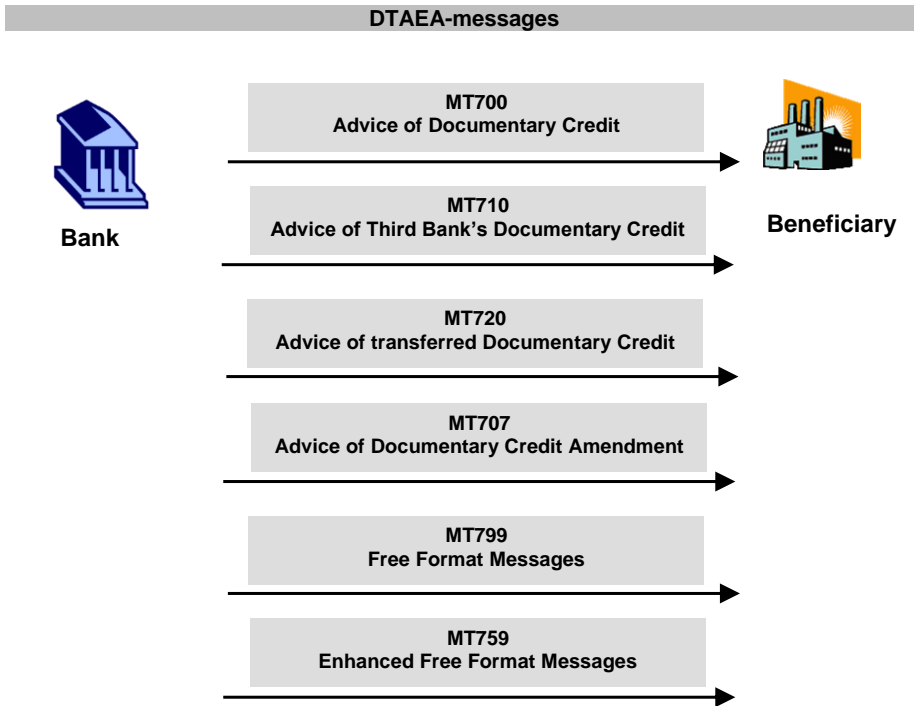 DTAEA-messages
MT700
Advice of Documentary Credit
MT710
Advice of Third Bank’s Documentary Credit
Bank
Beneficiary
MT720
Advice of transferred Documentary Credit
MT707
Advice of Documentary Credit Amendment
MT799
Free Format Messages
MT759
Enhanced Free Format Messages